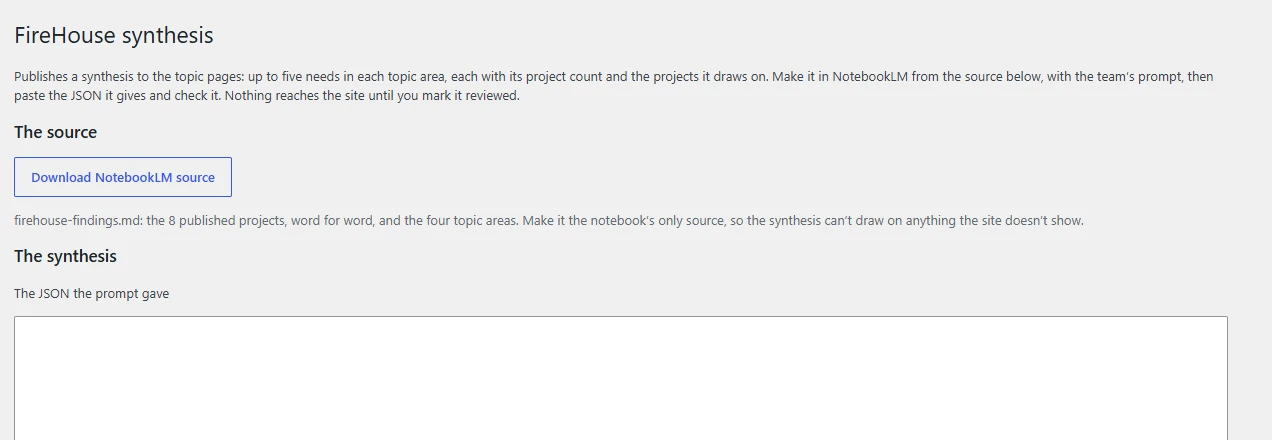 FireHouse synthesis
Publishes a synthesis to the topic pages: up to five needs in each topic area, each with its project count and the projects it draws on. Make it in NotebookLM from the source below, with the team's prompt, then
paste the JSON it gives and check it. Nothing reaches the site until you mark it reviewed.
The source
Download NotebookLM source
firehouse-findings.md: the 8 published projects, word for word, and the four topic areas. Make it the notebook's only source, so the synthesis can't draw on anything the site doesn't show.
The synthesis
The JSON the prompt gave